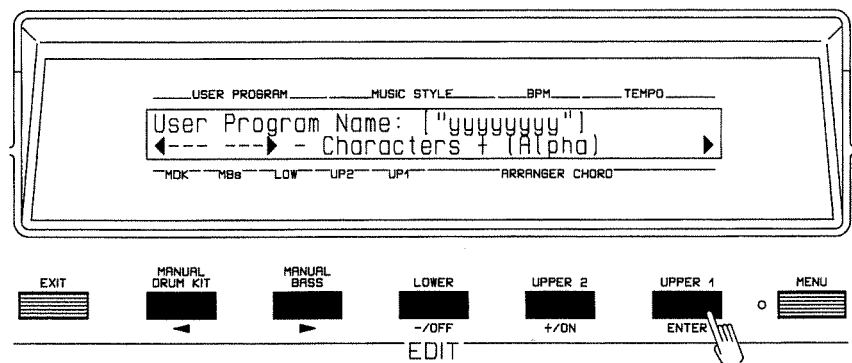 USER PROGRAM MUSIC STYLE BPM TEMPO
User Program Name: ["yyyyyyyy"]
◀--- ---▶ - Characters + (Alpha) ▶
MDK MBs LOW UP2 UP1 ARRANGER CHORD
EXIT MANUAL DRUM KIT MANUAL BASS LOWER UPPER 2 UPPER 1 MENU
◀ ▶ -/OFF +/ON ENTER
EDIT